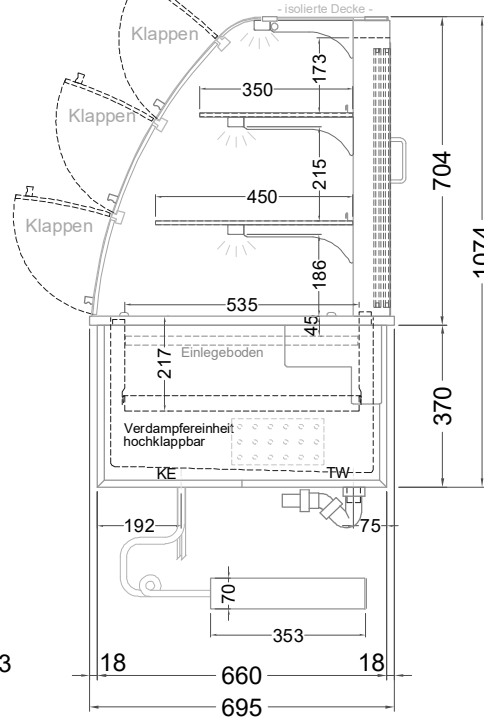 - isolierte Decke -
Klappen
173
350
Klappen
215
704
450
1074
Klappen
186
535
45
Einlegeboden
217
370
Verdampfereinheit
hochklappbar
KE
TW
192
75
70
353
3
18
660
18
695